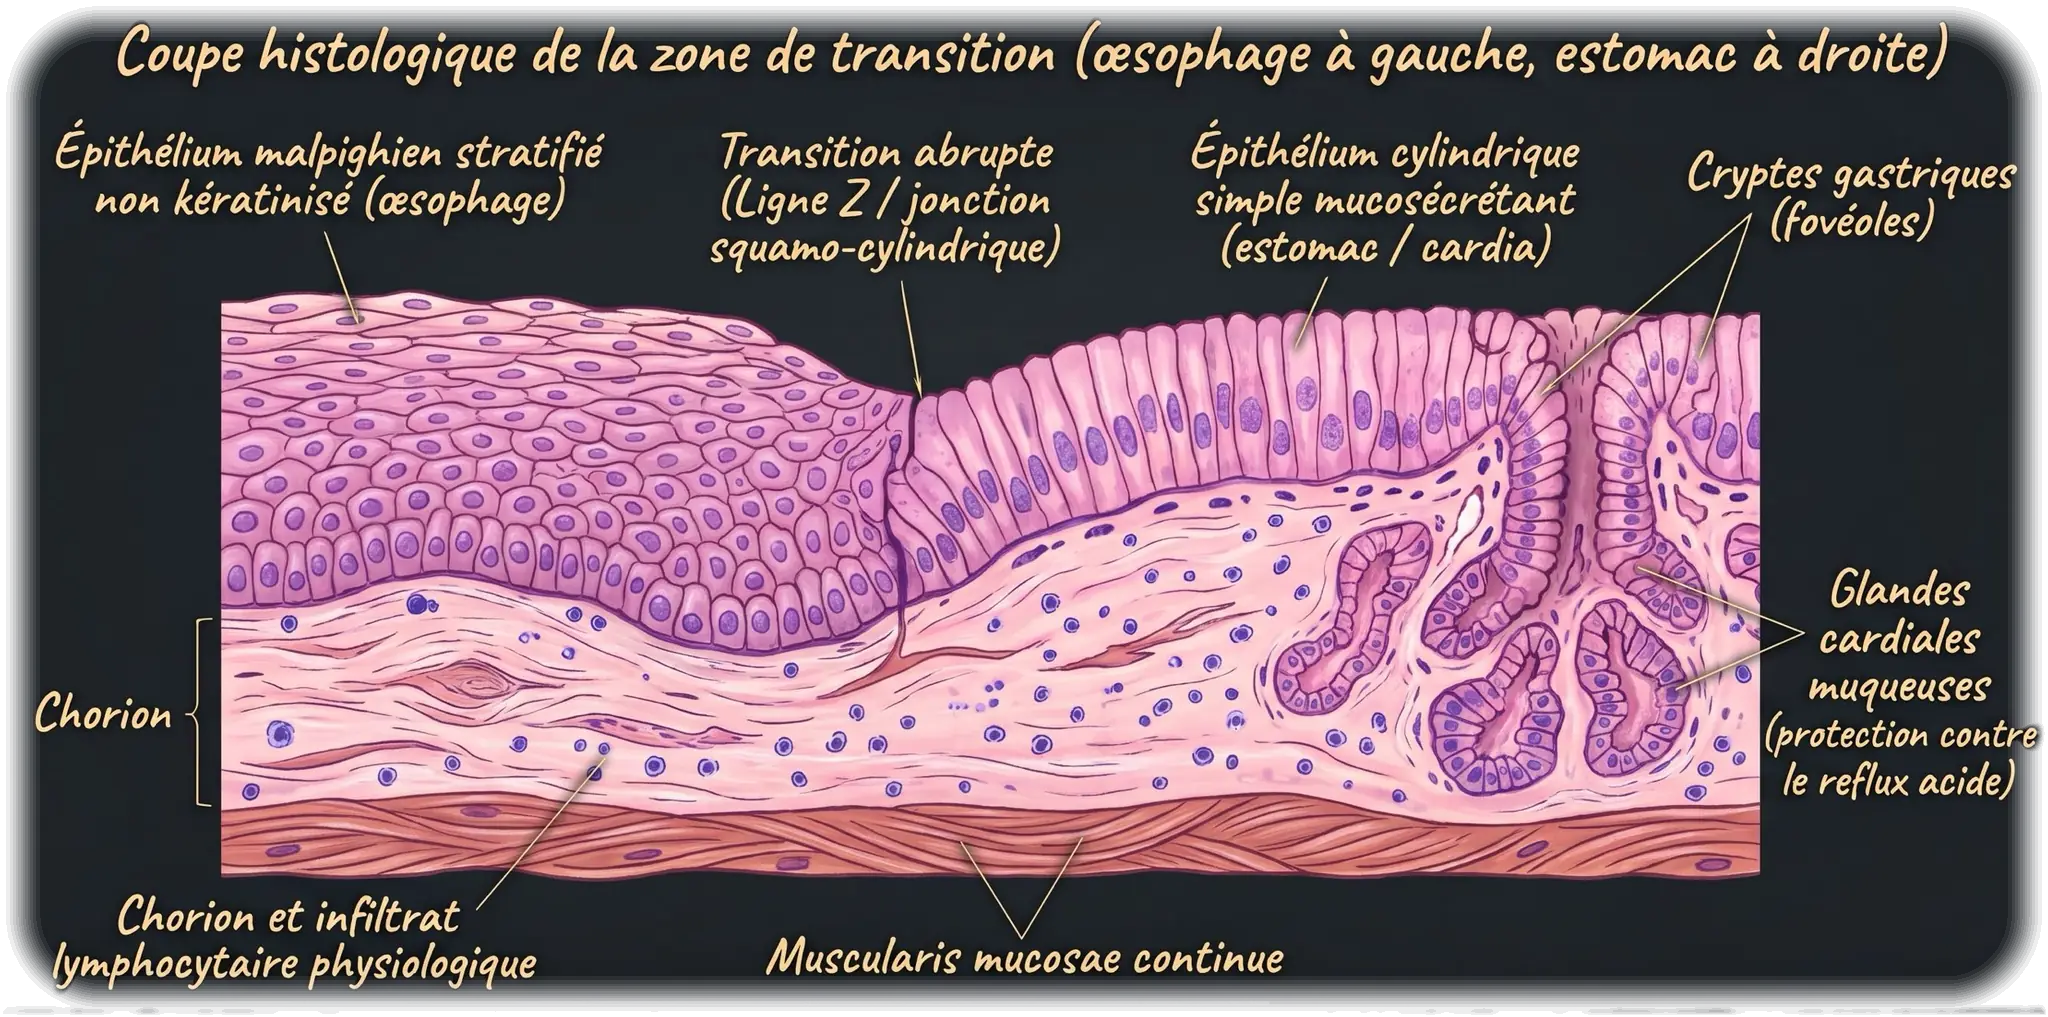 Coupe histologique de la zone de transition (œsophage à gauche, estomac à droite)
Épithélium malpighien stratifié
non kératinisé (œsophage)
Transition abrupte
(Ligne Z / jonction
squamo-cylindrique)
Épithélium cylindrique
simple mucosécrétant
(estomac / cardia)
Cryptes gastriques
(fovéoles)
Chorion
Glandes
cardiales
muqueuses
(protection contre
le reflux acide)
Chorion et infiltrat
lymphocytaire physiologique
Muscularis mucosae continue